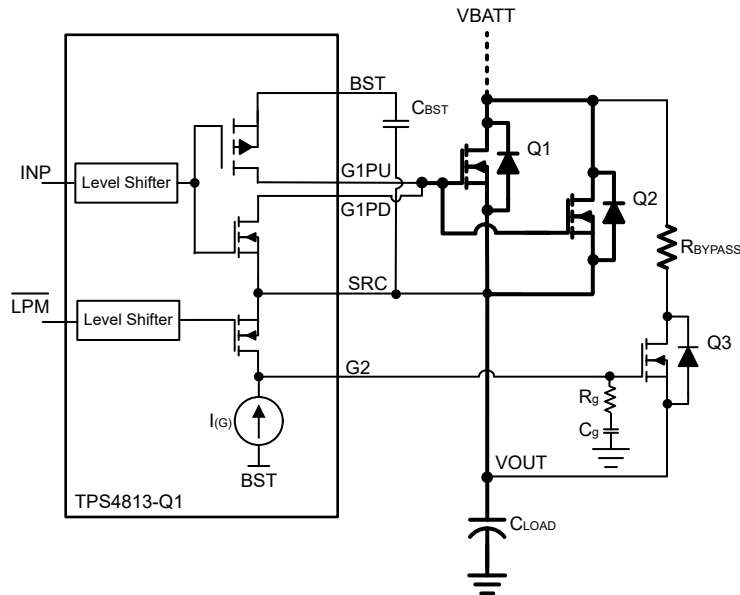 VBATT
BST
CBST
INP
Level Shifter
G1PU
G1PD
Q1
Q2
RBYPASS
SRC
LPM
Level Shifter
G2
Q3
Rg
Cg
I(G)
BST
VOUT
TPS4813-Q1
CLOAD